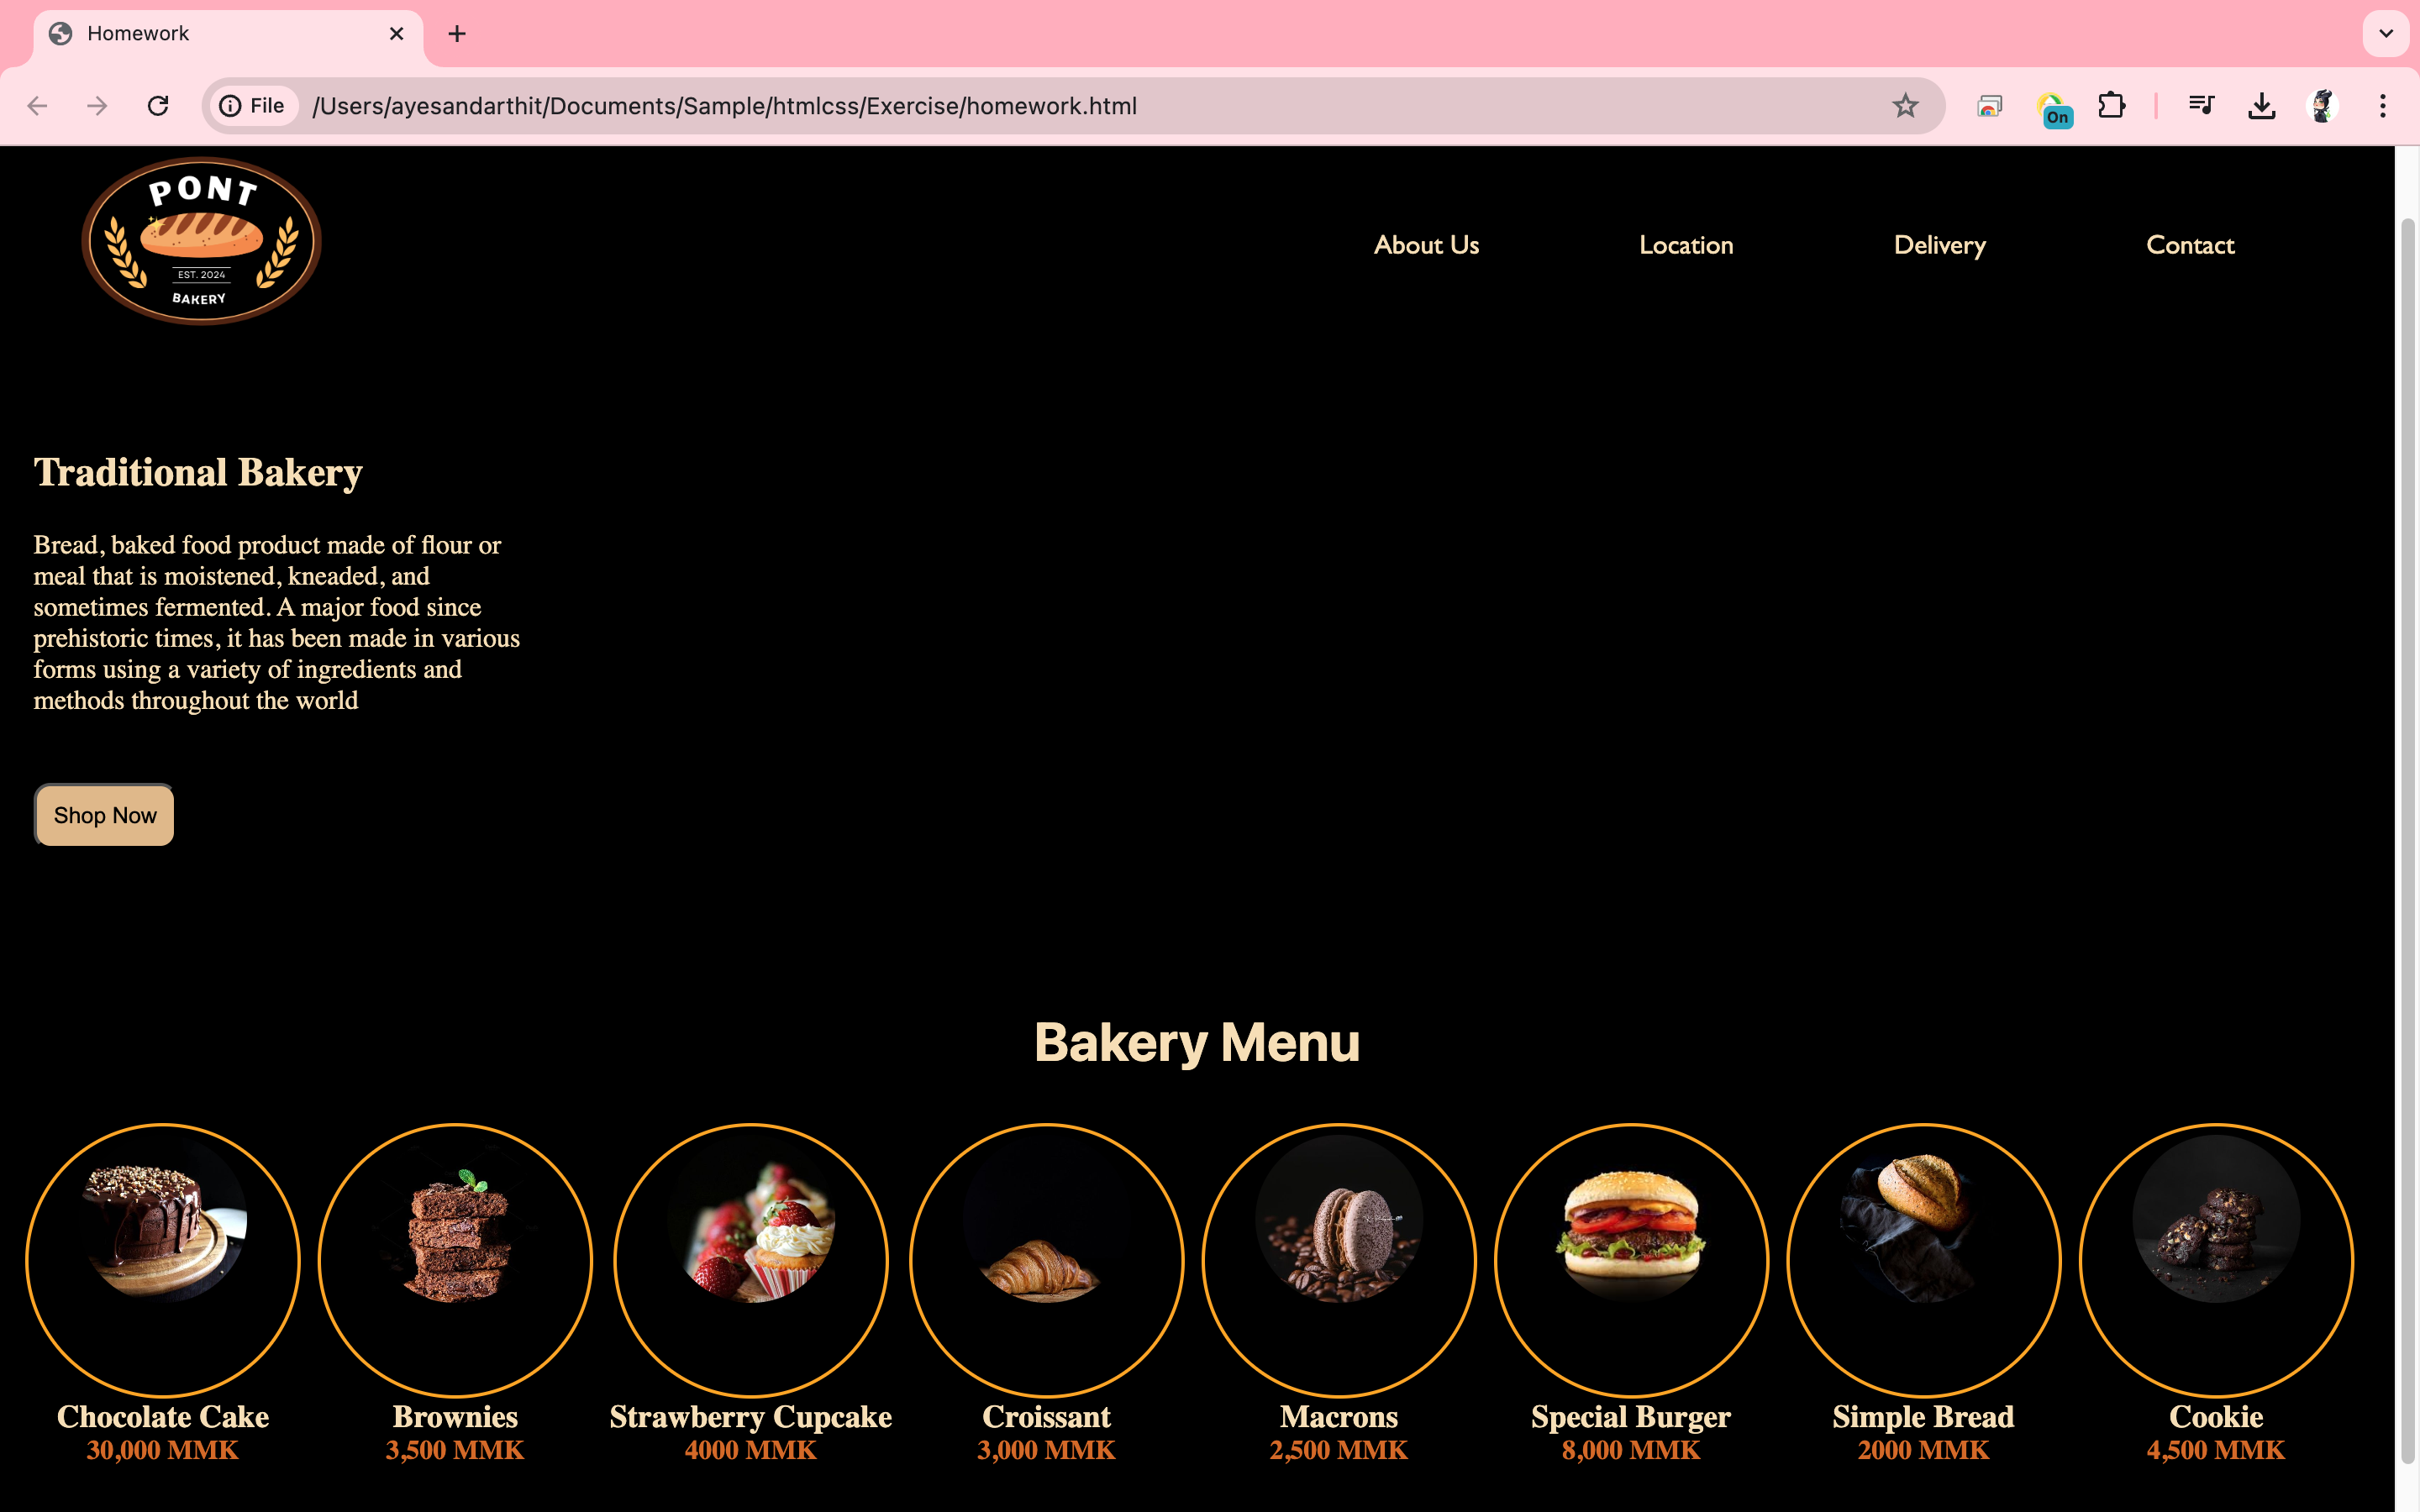 Homework
File
/Users/ayesandarthit/Documents/Sample/htmlcss/Exercise/homework.html
On
PONT
EST. 2024
BAKERY
About Us
Location
Delivery
Contact
Traditional Bakery
Bread, baked food product made of flour or
meal that is moistened, kneaded, and
sometimes fermented. A major food since
prehistoric times, it has been made in various
forms using a variety of ingredients and
methods throughout the world
Shop Now
Bakery Menu
Chocolate Cake
30,000 MMK
Brownies
3,500 MMK
Strawberry Cupcake
4000 MMK
Croissant
3,000 MMK
Macrons
2,500 MMK
Special Burger
8,000 MMK
Simple Bread
2000 MMK
Cookie
4,500 MMK